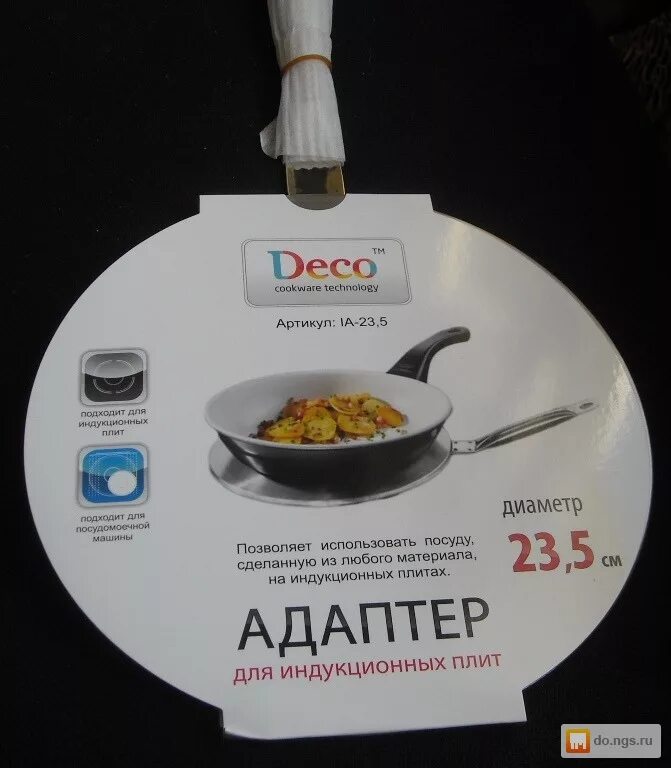 Deco™
cookware technology
Артикул: IA-23,5
подходит для
индукционных
плит
подходит для
посудомоечной
машины
диаметр
23,5 см
Позволяет использовать посуду,
сделанную из любого материала,
на индукционных плитах.
АДАПТЕР
для индукционных плит
do.ngs.ru